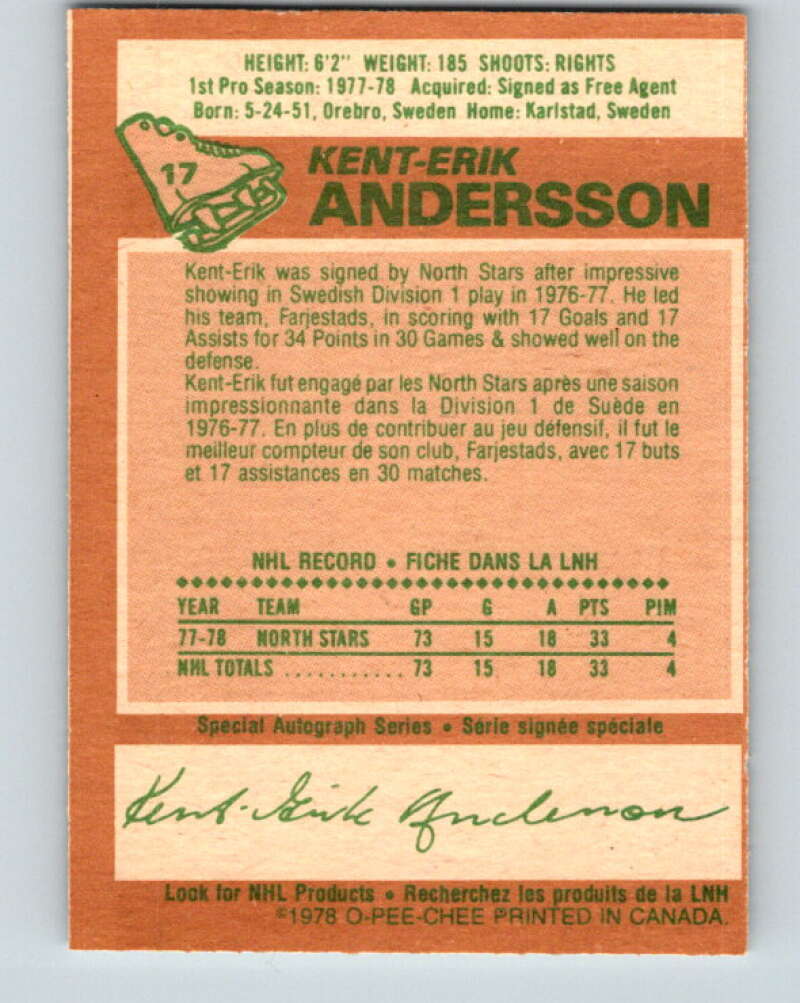 HEIGHT: 6'2" WEIGHT: 185 SHOOTS: RIGHTS
1st Pro Season: 1977-78 Acquired: Signed as Free Agent
Born: 5-24-51, Orebro, Sweden Home: Karlstad, Sweden
17
KENT-ERIK
ANDERSSON
Kent-Erik was signed by North Stars after impressive
showing in Swedish Division 1 play in 1976-77. He led
his team, Farjestads, in scoring with 17 Goals and 17
Assists for 34 Points in 30 Games & showed well on the
defense.
Kent-Erik fut engagé par les North Stars après une saison
impressionnante dans la Division 1 de Suède en
1976-77. En plus de contribuer au jeu défensif, il fut le
meilleur compteur de son club, Farjestads, avec 17 buts
et 17 assistances en 30 matches.
NHL RECORD • FICHE DANS LA LNH
YEAR TEAM GP G A PTS PIM
77-78 NORTH STARS 73 15 18 33 4
NHL TOTALS ............ 73 15 18 33 4
Special Autograph Series • Série signée spéciale
Kent-Erik Andersson
Look for NHL Products • Recherchez les produits de la LNH
©1978 O-PEE-CHEE PRINTED IN CANADA.